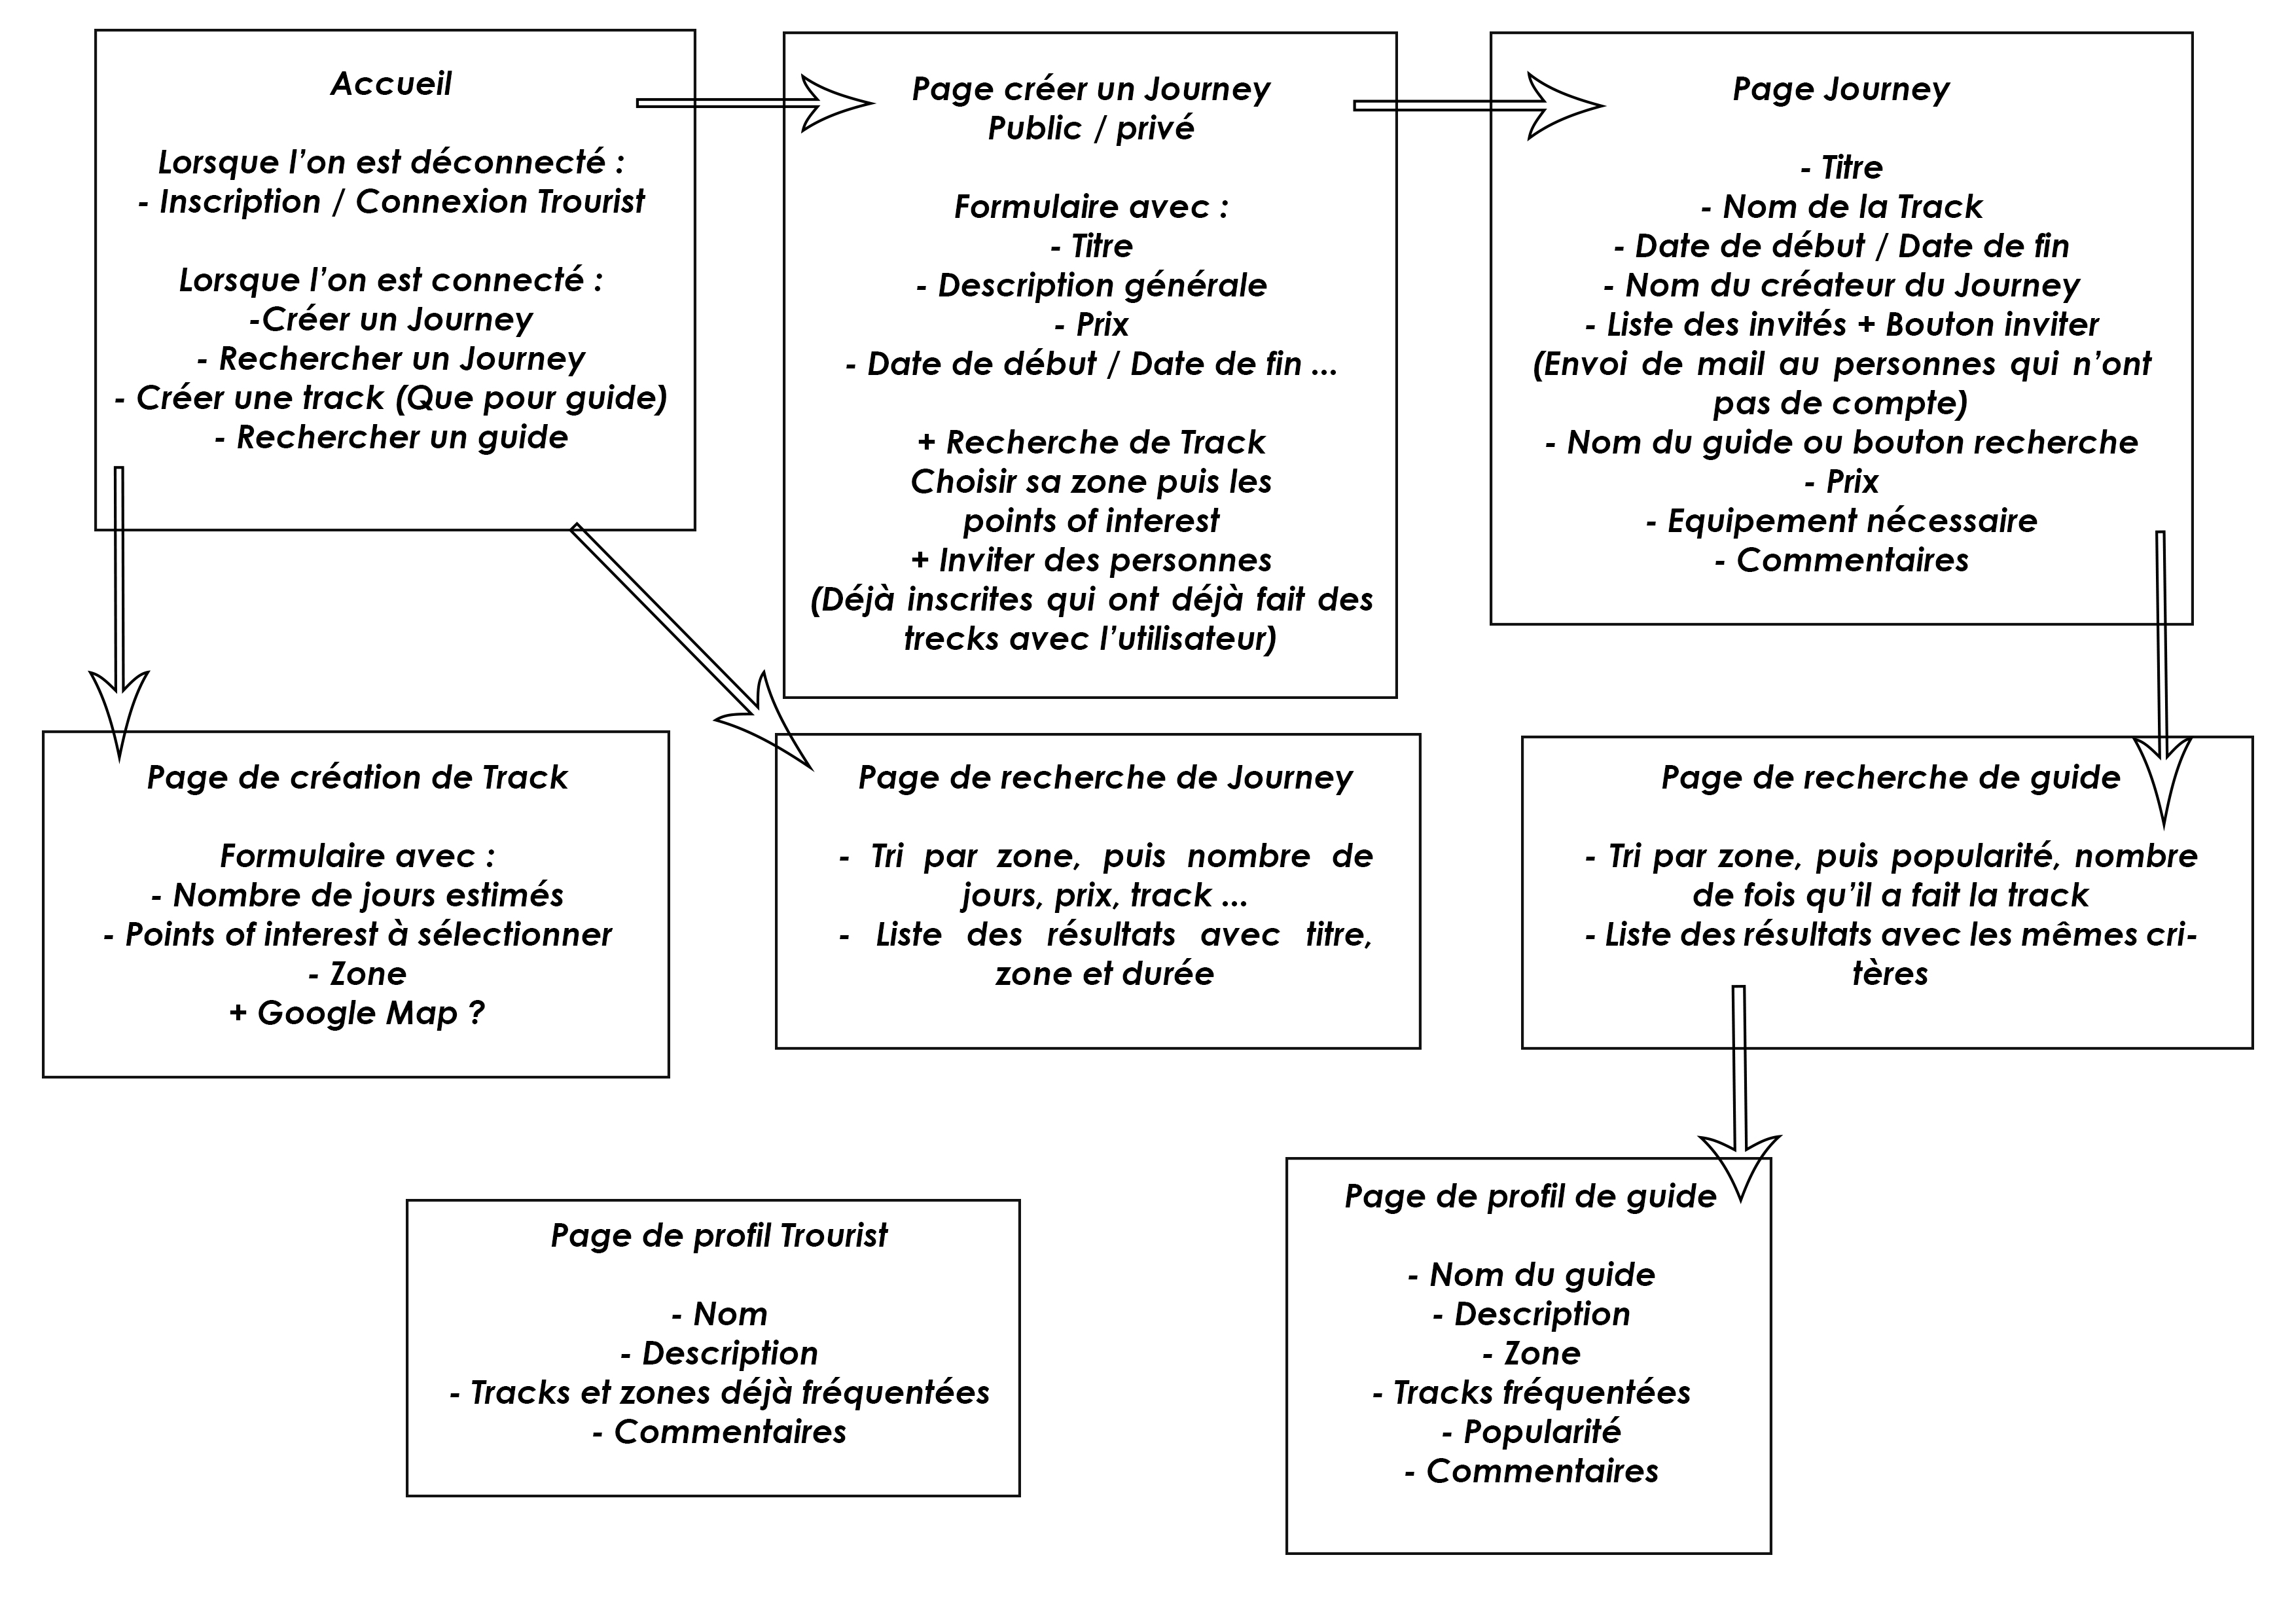 Accueil
Lorsque l'on est déconnecté :
- Inscription / Connexion Trourist
Lorsque l'on est connecté :
-Créer un Journey
- Rechercher un Journey
- Créer une track (Que pour guide)
- Rechercher un guide
Page créer un Journey
Public / privé
Formulaire avec :
- Titre
- Description générale
- Prix
- Date de début / Date de fin ...
+ Recherche de Track
Choisir sa zone puis les
points of interest
+ Inviter des personnes
(Déjà inscrites qui ont déjà fait des
trecks avec l'utilisateur)
Page Journey
- Titre
- Nom de la Track
- Date de début / Date de fin
- Nom du créateur du Journey
- Liste des invités + Bouton inviter
(Envoi de mail au personnes qui n'ont
pas de compte)
- Nom du guide ou bouton recherche
- Prix
- Equipement nécessaire
- Commentaires
Page de création de Track
Formulaire avec :
- Nombre de jours estimés
- Points of interest à sélectionner
- Zone
+ Google Map ?
Page de recherche de Journey
- Tri par zone, puis nombre de
jours, prix, track ...
- Liste des résultats avec titre,
zone et durée
Page de recherche de guide
- Tri par zone, puis popularité, nombre
de fois qu'il a fait la track
- Liste des résultats avec les mêmes cri-
tères
Page de profil Trourist
- Nom
- Description
- Tracks et zones déjà fréquentées
- Commentaires
Page de profil de guide
- Nom du guide
- Description
- Zone
- Tracks fréquentées
- Popularité
- Commentaires